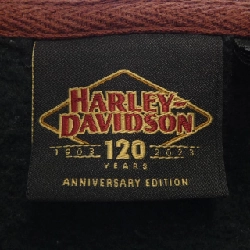 HARLEY-
DAVIDSON
1903 120 2023
YEARS
ANNIVERSARY EDITION